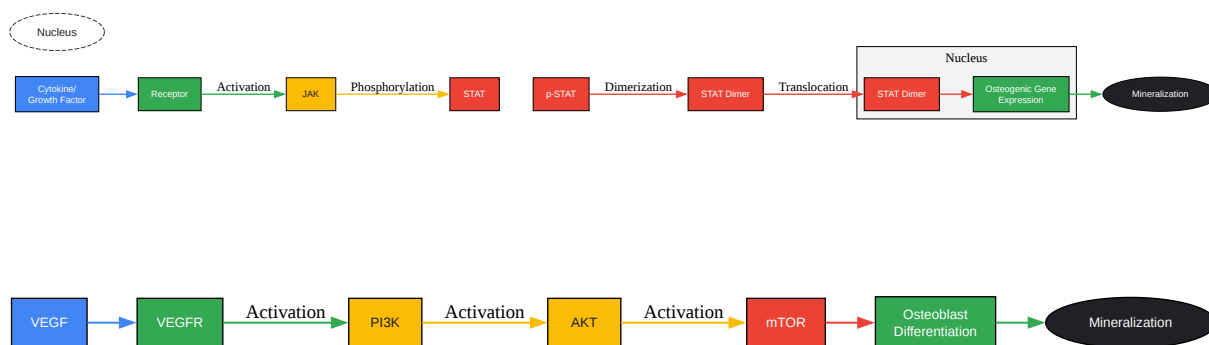 Nucleus
Nucleus
Cytokine/
Growth Factor
Receptor
Activation
JAK
Phosphorylation
STAT
p-STAT
Dimerization
STAT Dimer
Translocation
STAT Dimer
Osteogenic Gene
Expression
Mineralization
VEGF
VEGFR
Activation
PI3K
Activation
AKT
Activation
mTOR
Osteoblast
Differentiation
Mineralization